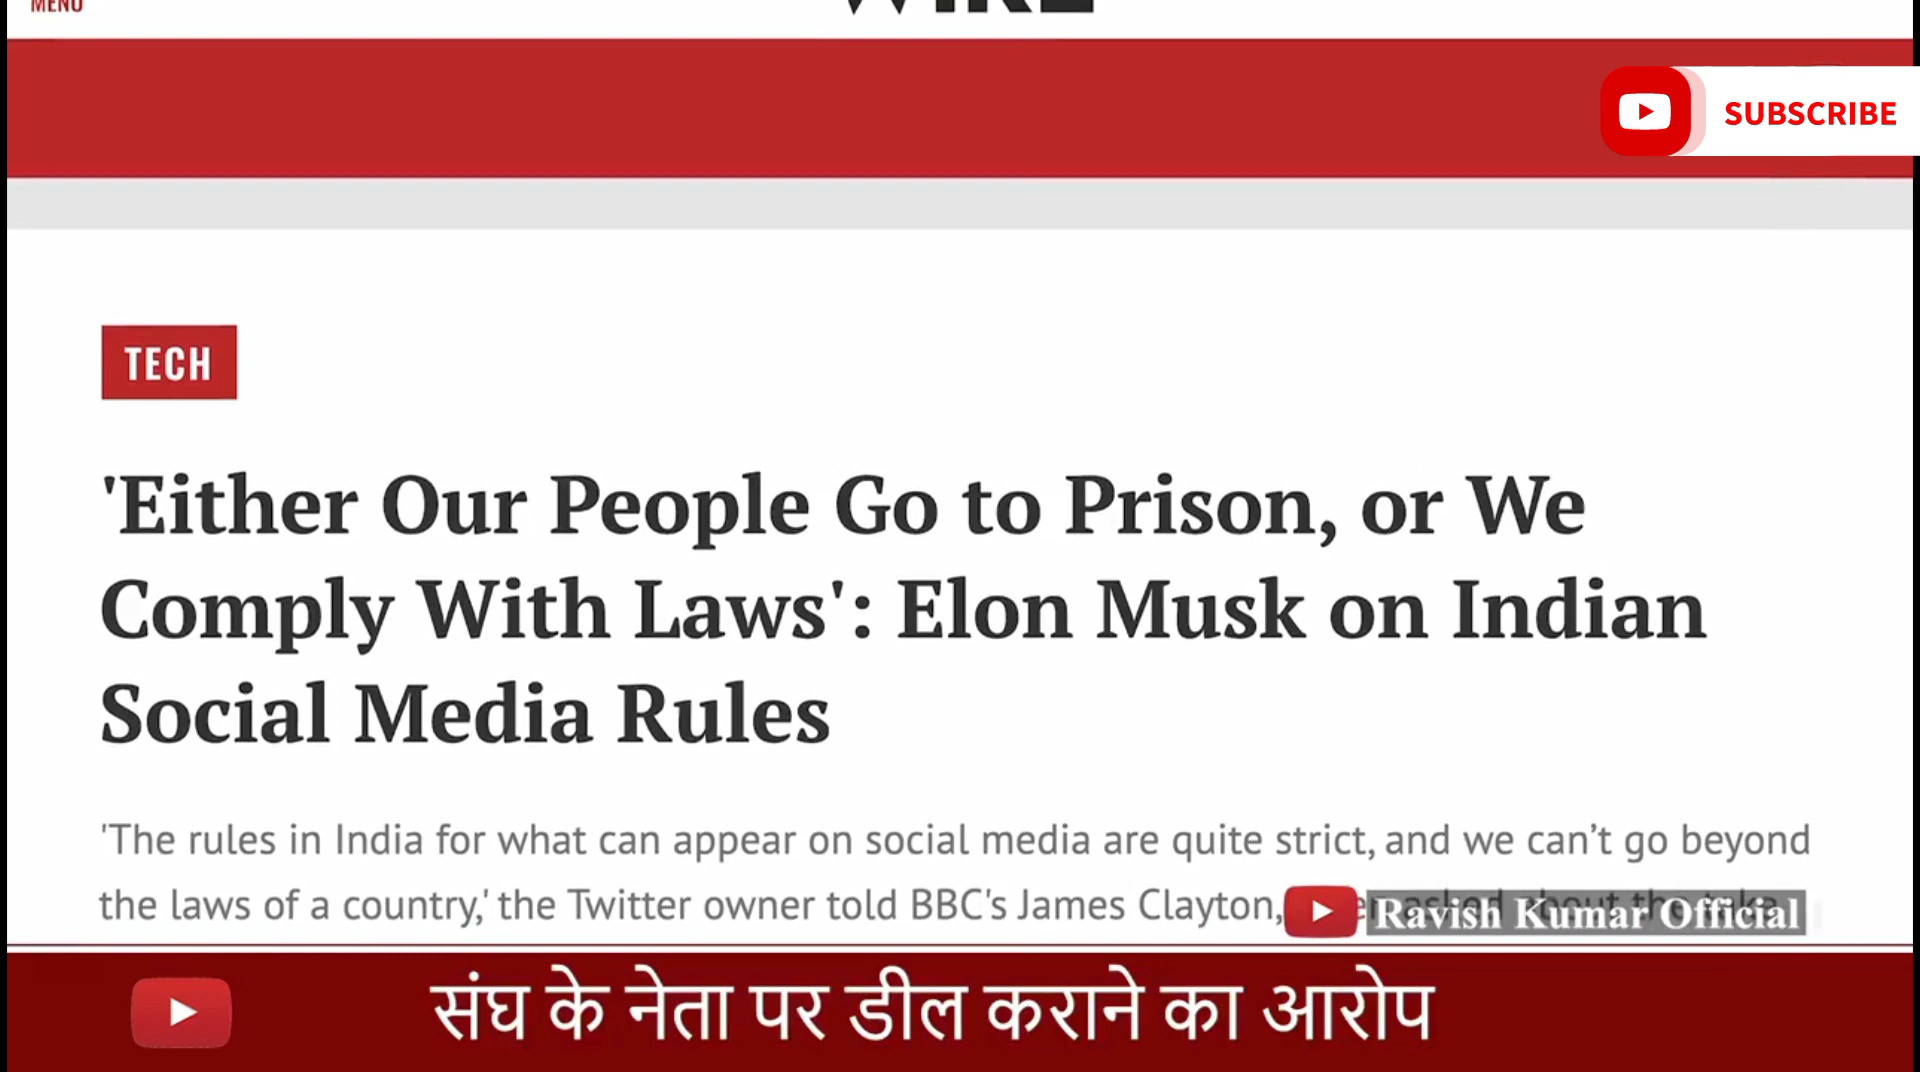 MENU
WIRE
SUBSCRIBE
TECH
'Either Our People Go to Prison, or We
Comply With Laws': Elon Musk on Indian
Social Media Rules
'The rules in India for what can appear on social media are quite strict, and we can’t go beyond
the laws of a country,' the Twitter owner told BBC's James Clayton,
Ravish Kumar Official
संघ के नेता पर डील कराने का आरोप